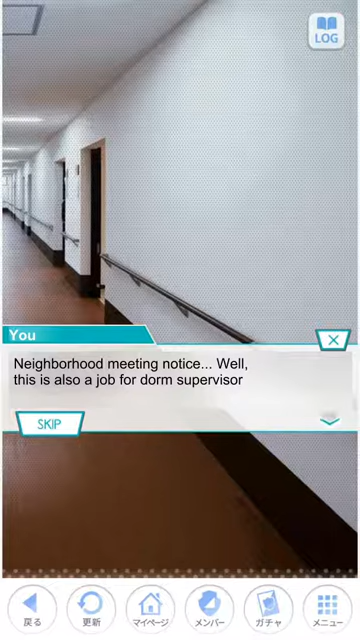 LOG
You
Neighborhood meeting notice... Well,
this is also a job for dorm supervisor
SKIP
戻る
更新
マイページ
メンバー
ガチャ
メニュー